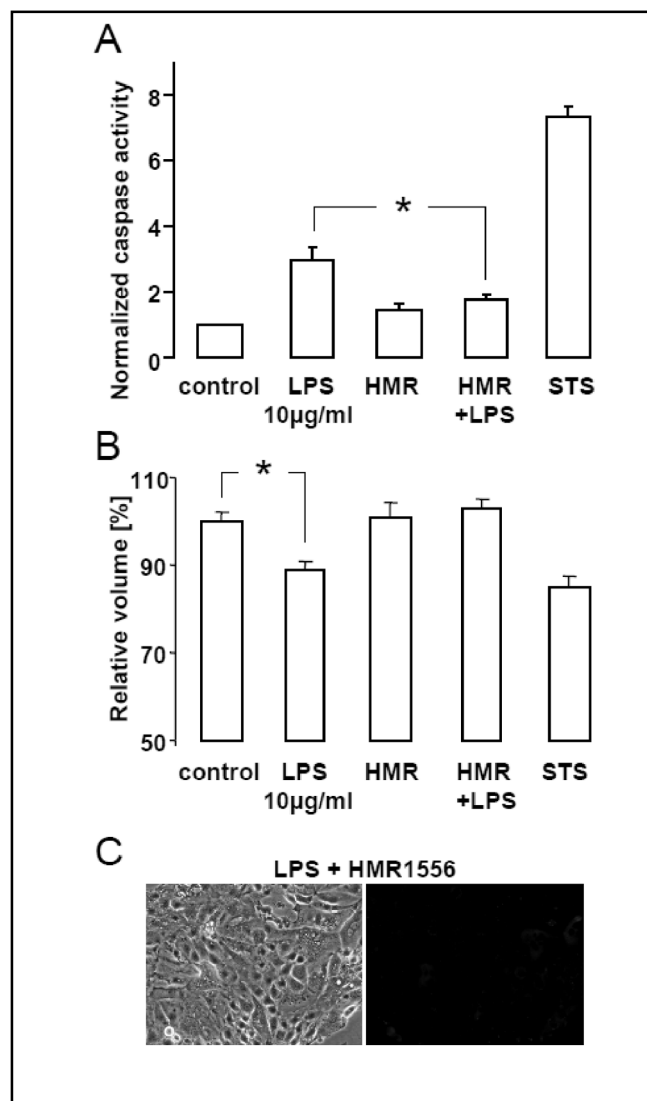 A
Normalized caspase activity
8
6
4
2
0
*
control LPS HMR HMR STS
10µg/ml +LPS
B
Relative volume [%]
110
90
70
50
*
control LPS HMR HMR STS
10µg/ml +LPS
C
LPS + HMR1556